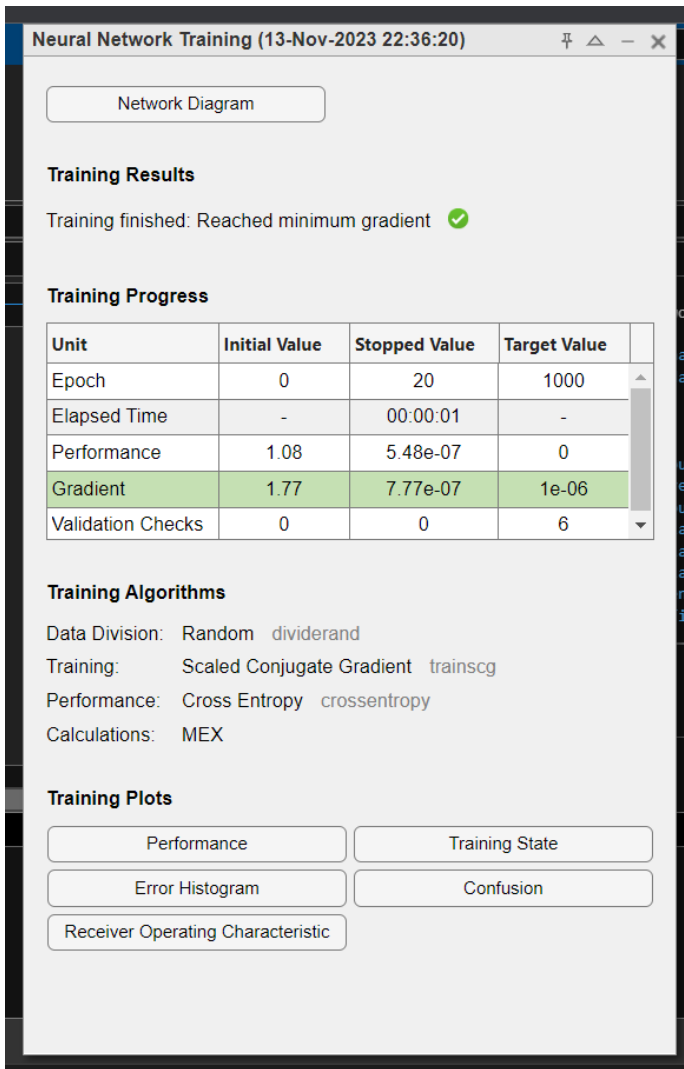 Neural Network Training (13-Nov-2023 22:36:20)
Network Diagram
Training Results
Training finished: Reached minimum gradient
Training Progress
Unit Initial Value Stopped Value Target Value
Epoch 0 20 1000
Elapsed Time - 00:00:01 -
Performance 1.08 5.48e-07 0
Gradient 1.77 7.77e-07 1e-06
Validation Checks 0 0 6
Training Algorithms
Data Division: Random dividerand
Training: Scaled Conjugate Gradient trainscg
Performance: Cross Entropy crossentropy
Calculations: MEX
Training Plots
Performance Training State
Error Histogram Confusion
Receiver Operating Characteristic